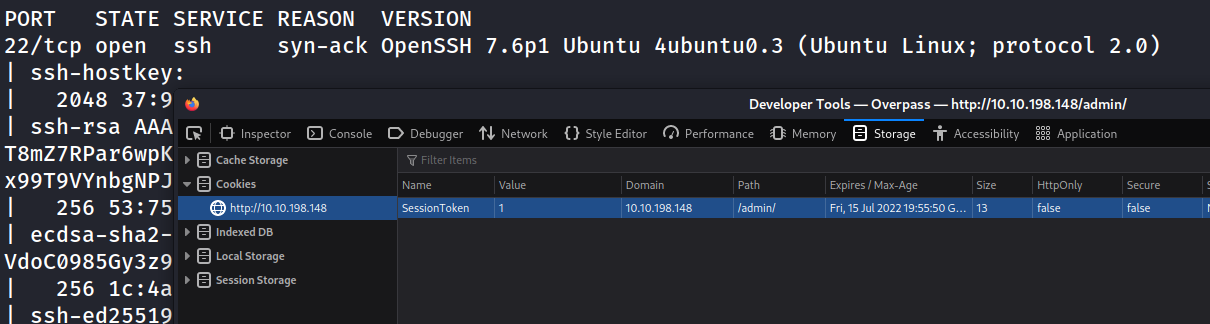 PORT   STATE SERVICE REASON  VERSION
22/tcp open  ssh     syn-ack OpenSSH 7.6p1 Ubuntu 4ubuntu0.3 (Ubuntu Linux; protocol 2.0)
| ssh-hostkey:
|   2048 37:9
| ssh-rsa AAA
T8mZ7RPar6wpK
x99T9VYnbgNPJ
|   256 53:75
| ecdsa-sha2-
VdoC0985Gy3z9
|   256 1c:4a
| ssh-ed25519
Developer Tools — Overpass — http://10.10.198.148/admin/
Inspector Console Debugger Network Style Editor Performance Memory Storage Accessibility Application
Cache Storage
Cookies
http://10.10.198.148
Indexed DB
Local Storage
Session Storage
Filter Items
Name Value Domain Path Expires / Max-Age Size HttpOnly Secure
SessionToken 1 10.10.198.148 /admin/ Fri, 15 Jul 2022 19:55:50 G... 13 false false